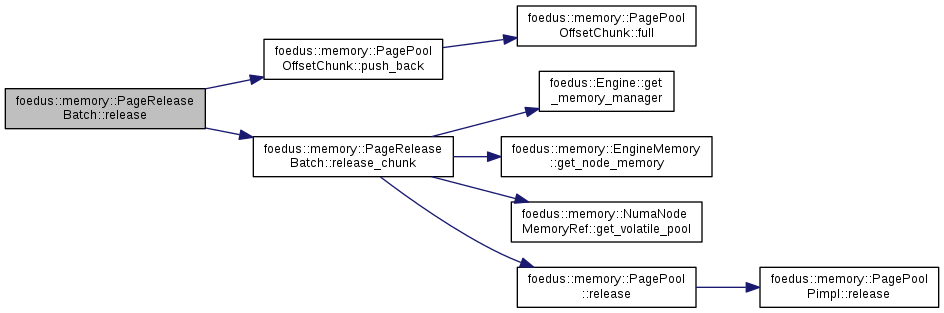 foedus::memory::PageRelease
Batch::release
foedus::memory::PagePool
OffsetChunk::push_back
foedus::memory::PagePool
OffsetChunk::full
foedus::memory::PageRelease
Batch::release_chunk
foedus::Engine::get
_memory_manager
foedus::memory::EngineMemory
::get_node_memory
foedus::memory::NumaNode
MemoryRef::get_volatile_pool
foedus::memory::PagePool
::release
foedus::memory::PagePool
Pimpl::release